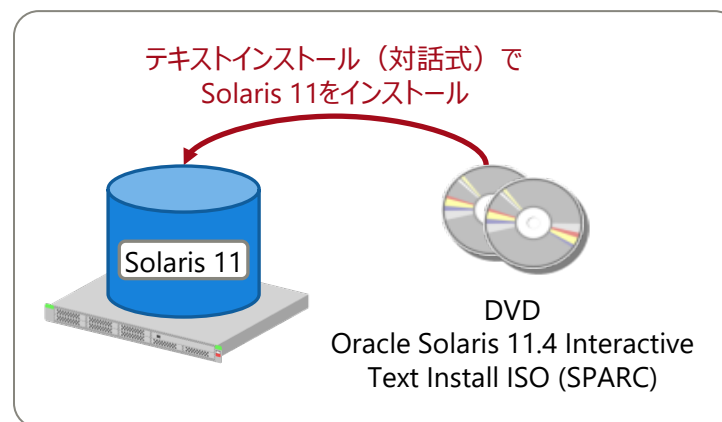 テキストインストール（対話式）で
Solaris 11をインストール
Solaris 11
DVD
Oracle Solaris 11.4 Interactive
Text Install ISO (SPARC)